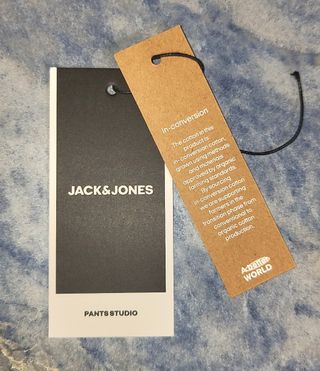 JACK&JONES
PANTS STUDIO
in-conversion
The cotton in this
product is
in-conversion cotton
grown using methods
and materials
approved by organic
farming standards.
By sourcing
in-conversion cotton
we are supporting
farmers in the
transition phase from
conventional to
organic cotton
production.
WORLD